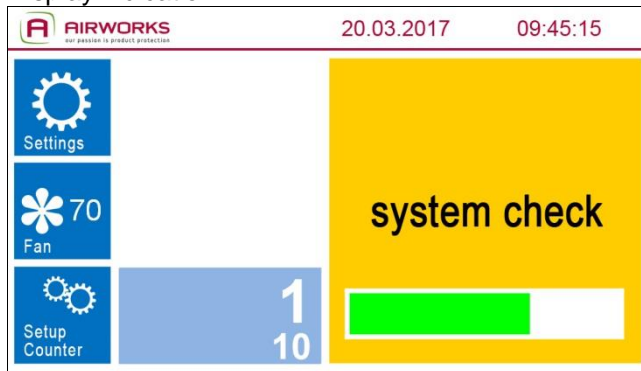 AIRWORKS
our passion is product protection
20.03.2017
09:45:15
Settings
70
Fan
Setup
Counter
1
10
system check